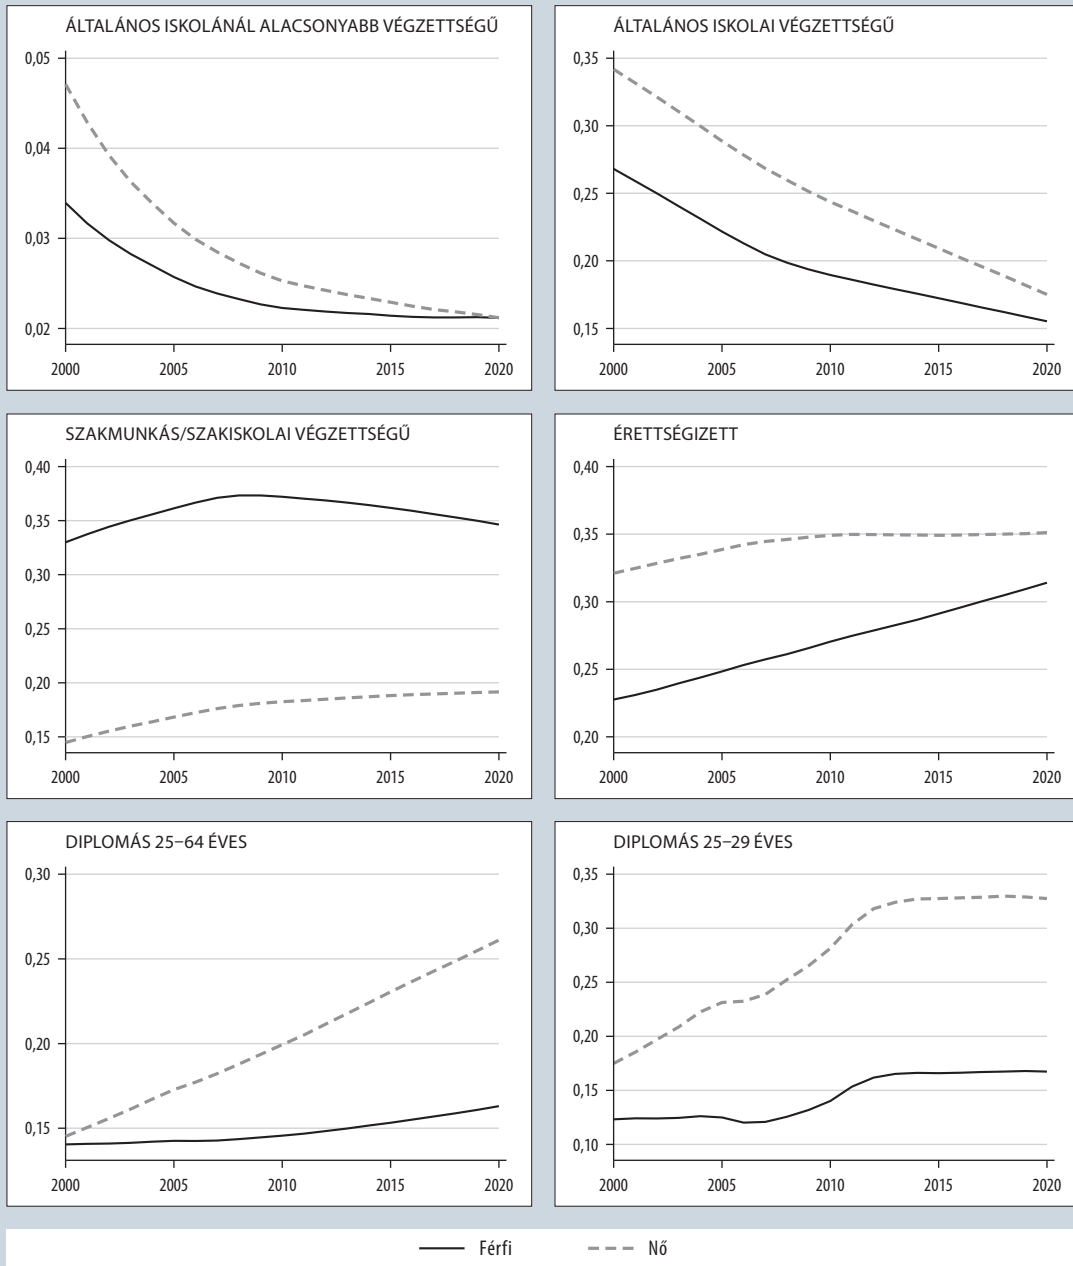 ÁLTALÁNOS ISKOLÁNÁL ALACSONYABB VÉGZETTSÉGŰ
0,05
0,04
0,03
0,02
2000 2005 2010 2015 2020
ÁLTALÁNOS ISKOLAI VÉGZETTSÉGŰ
0,35
0,30
0,25
0,20
0,15
2000 2005 2010 2015 2020
SZAKMUNKÁS/SZAKISKOLAI VÉGZETTSÉGŰ
0,40
0,35
0,30
0,25
0,20
0,15
2000 2005 2010 2015 2020
ÉRETTSÉGIZETT
0,40
0,35
0,30
0,25
0,20
2000 2005 2010 2015 2020
DIPLOMÁS 25–64 ÉVES
0,30
0,25
0,20
0,15
2000 2005 2010 2015 2020
DIPLOMÁS 25–29 ÉVES
0,35
0,30
0,25
0,20
0,15
0,10
2000 2005 2010 2015 2020
Férfi Nő